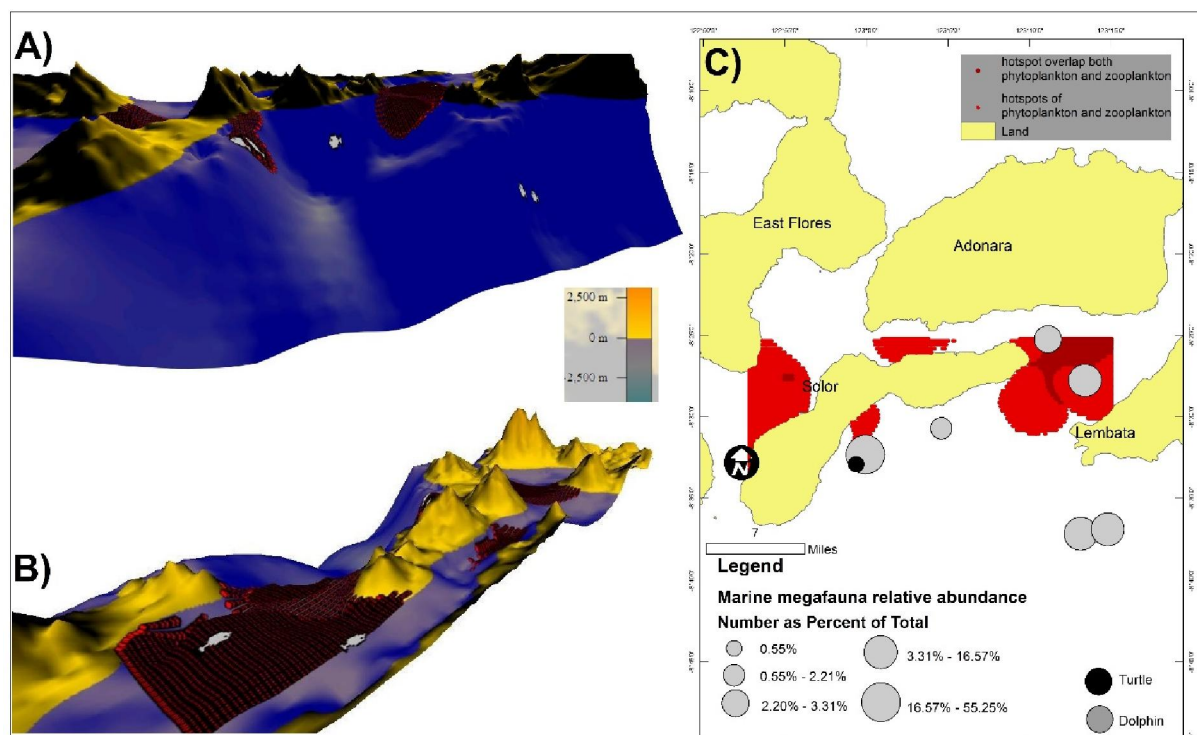 A)
2,500 m
0 m
-2,500 m
B)
C)
hotspot overlap both
phytoplankton and zooplankton
hotspots of
phytoplankton and zooplankton
Land
East Flores
Adonara
Solor
Lembata
N
7
Miles
Legend
Marine megafauna relative abundance
Number as Percent of Total
0.55%
0.55% - 2.21%
2.20% - 3.31%
3.31% - 16.57%
16.57% - 55.25%
Turtle
Dolphin